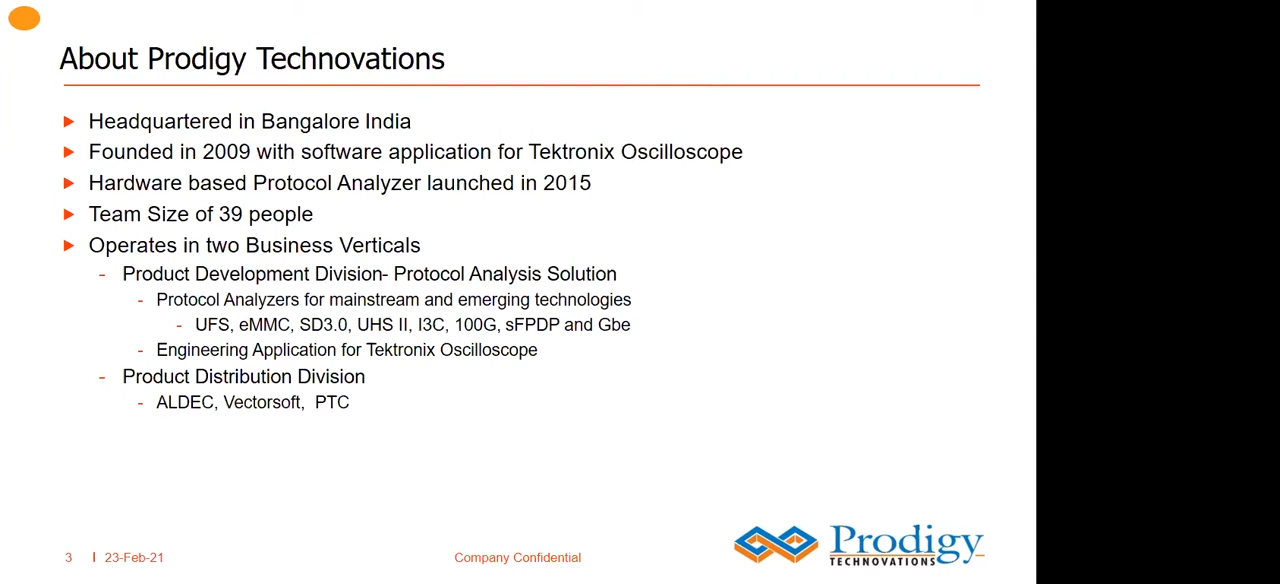 About Prodigy Technovations
Headquartered in Bangalore India
Founded in 2009 with software application for Tektronix Oscilloscope
Hardware based Protocol Analyzer launched in 2015
Team Size of 39 people
Operates in two Business Verticals
- Product Development Division- Protocol Analysis Solution
- Protocol Analyzers for mainstream and emerging technologies
- UFS, eMMC, SD3.0, UHS II, I3C, 100G, sFPDP and Gbe
- Engineering Application for Tektronix Oscilloscope
- Product Distribution Division
- ALDEC, Vectorsoft,  PTC
3 | 23-Feb-21 Company Confidential
Prodigy
TECHNOVATIONS